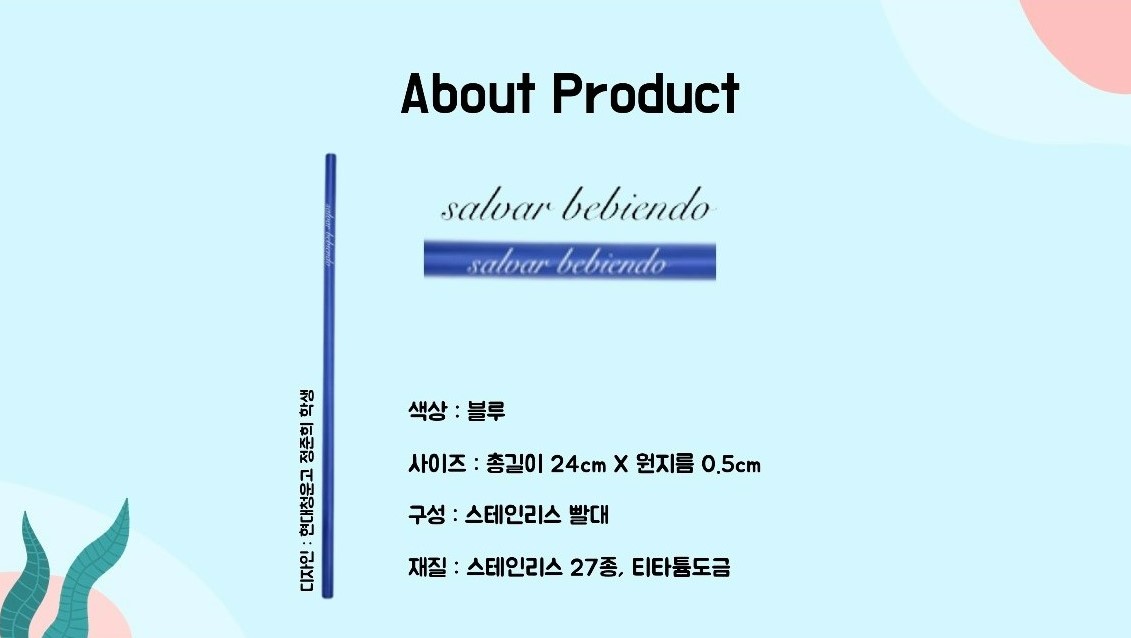 About Product
salvar bebiendo
salvar bebiendo
salvar bebiendo
디자인 : 현대청운고 정준희 학생
색상 : 블루
사이즈 : 총길이 24cm X 원지름 0.5cm
구성 : 스테인리스 빨대
재질 : 스테인리스 27종, 티타튬도금